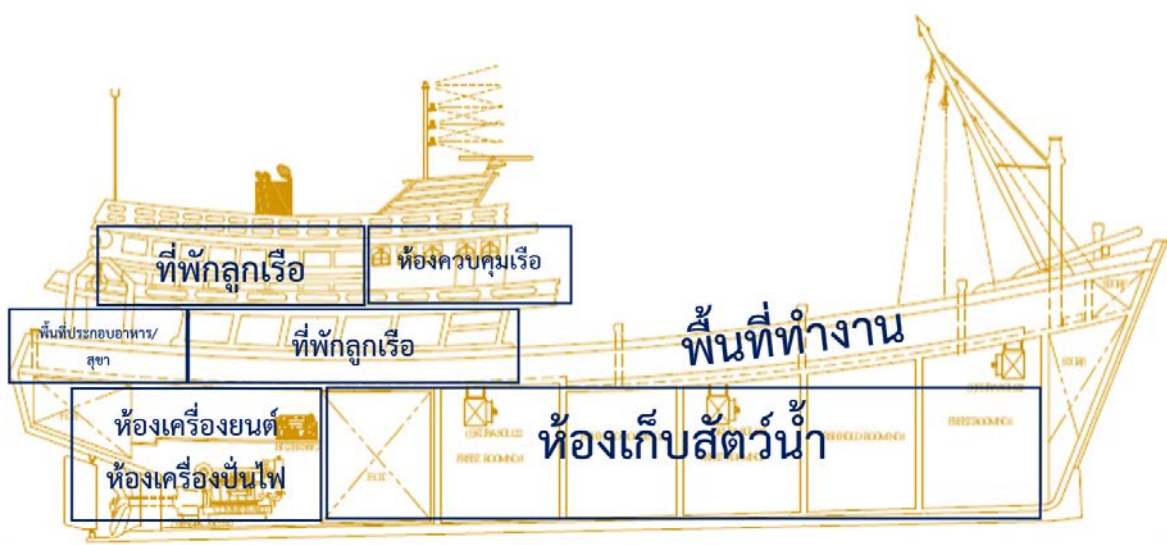 ที่พักลูกเรือ
ห้องควบคุมเรือ
พื้นที่ประกอบอาหาร/
สุขา
ที่พักลูกเรือ
พื้นที่ทำงาน
ห้องเครื่องยนต์
ห้องเครื่องปั่นไฟ
ห้องเก็บสัตว์น้ำ
STORE
STORE